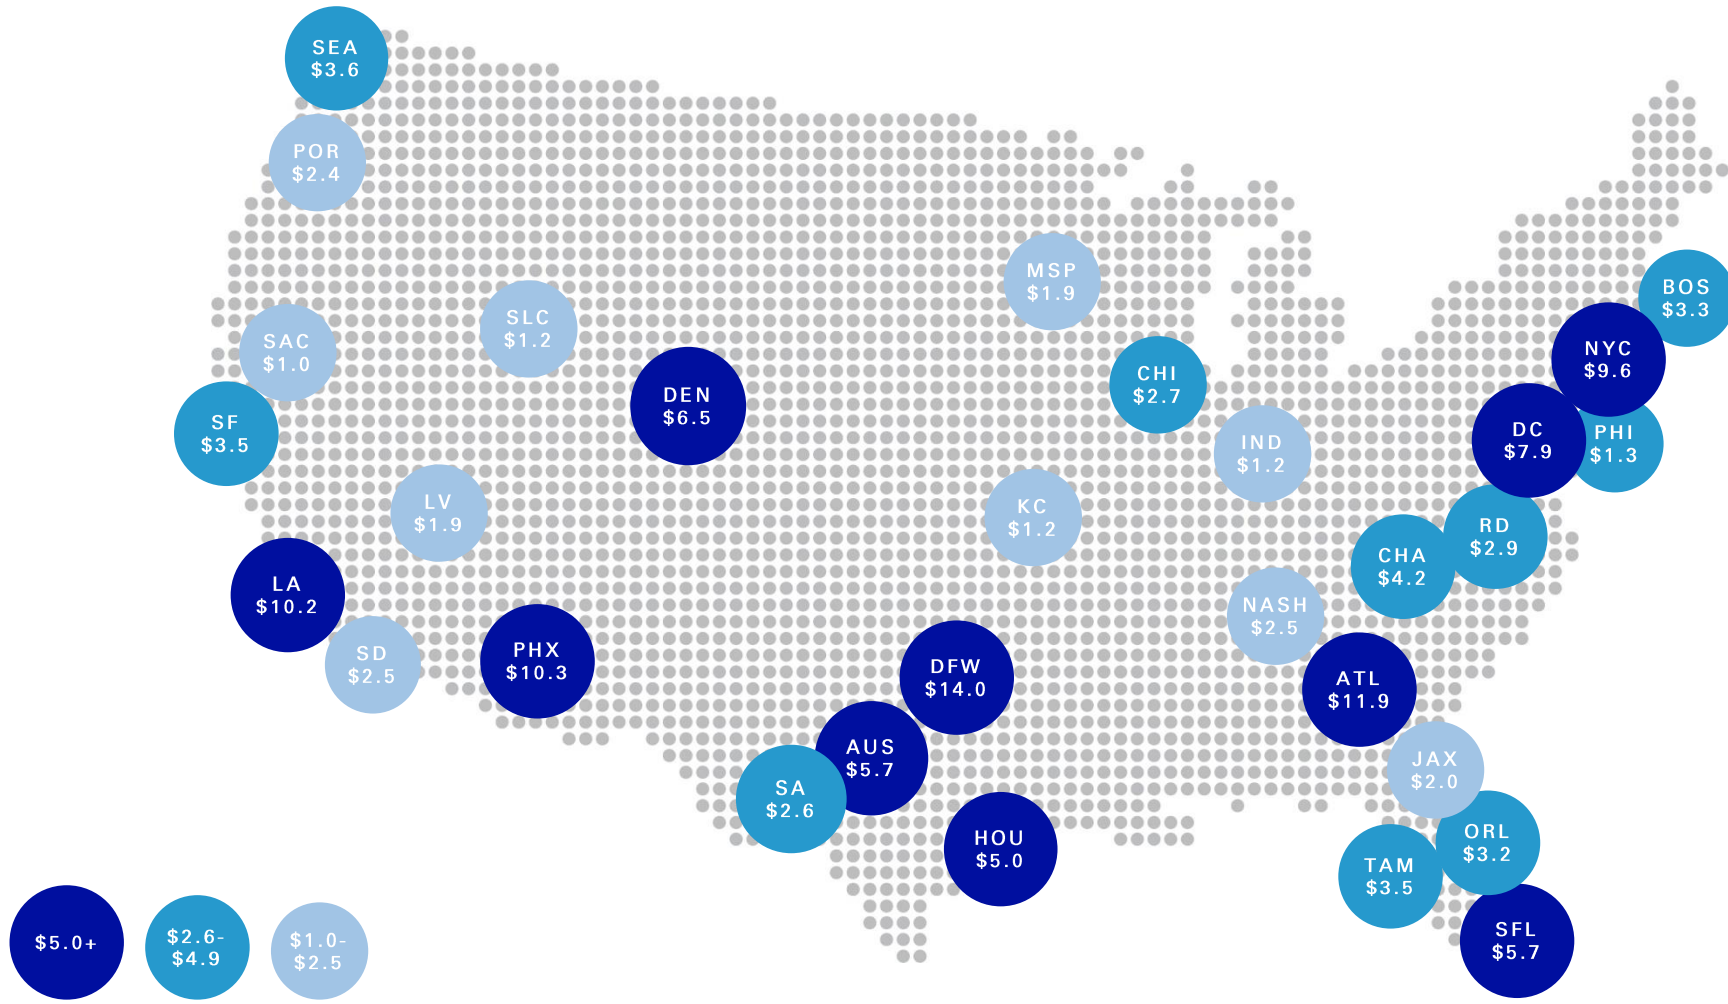 SEA
$3.6
POR
$2.4
SAC
$1.0
SF
$3.5
SLC
$1.2
DEN
$6.5
LV
$1.9
LA
$10.2
SD
$2.5
PHX
$10.3
MSP
$1.9
CHI
$2.7
IND
$1.2
KC
$1.2
NASH
$2.5
DFW
$14.0
AUS
$5.7
SA
$2.6
HOU
$5.0
BOS
$3.3
NYC
$9.6
DC
$7.9
PHI
$1.3
RD
$2.9
CHA
$4.2
ATL
$11.9
JAX
$2.0
ORL
$3.2
TAM
$3.5
SFL
$5.7
$5.0+
$2.6-
$4.9
$1.0-
$2.5